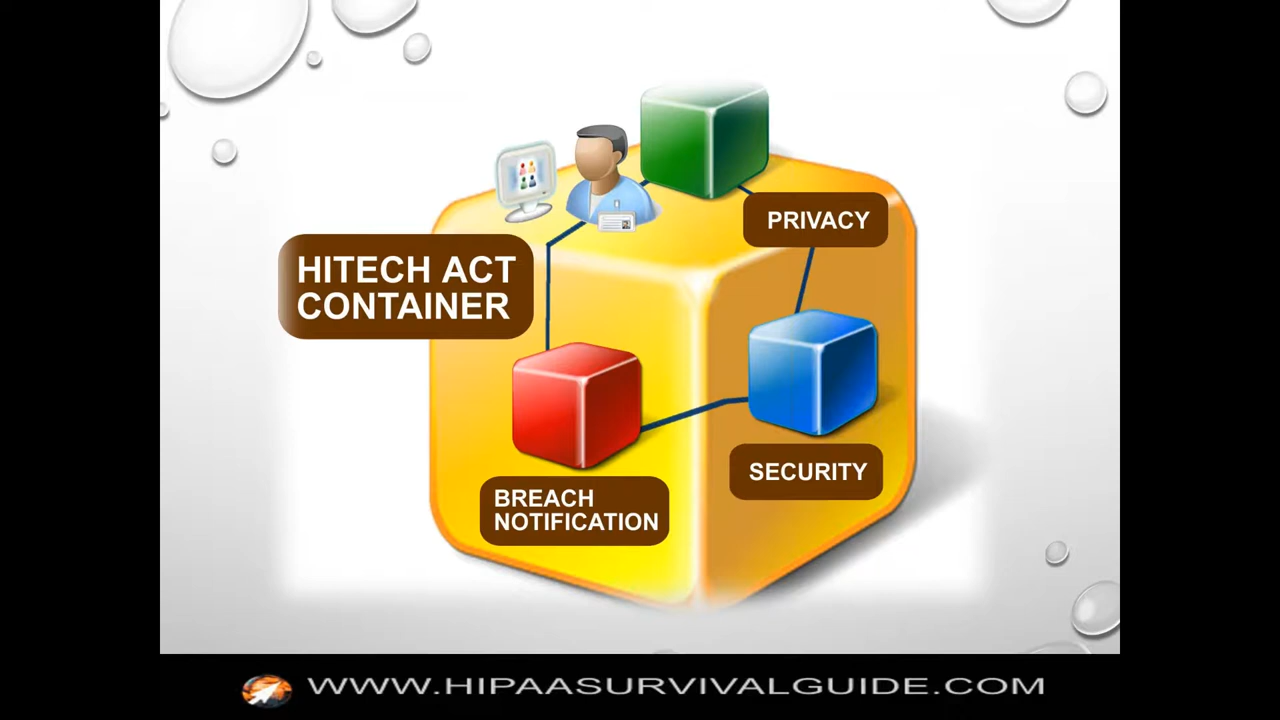 PRIVACY
HITECH ACT
CONTAINER
SECURITY
BREACH
NOTIFICATION
WWW.HIPAASURVIVALGUIDE.COM